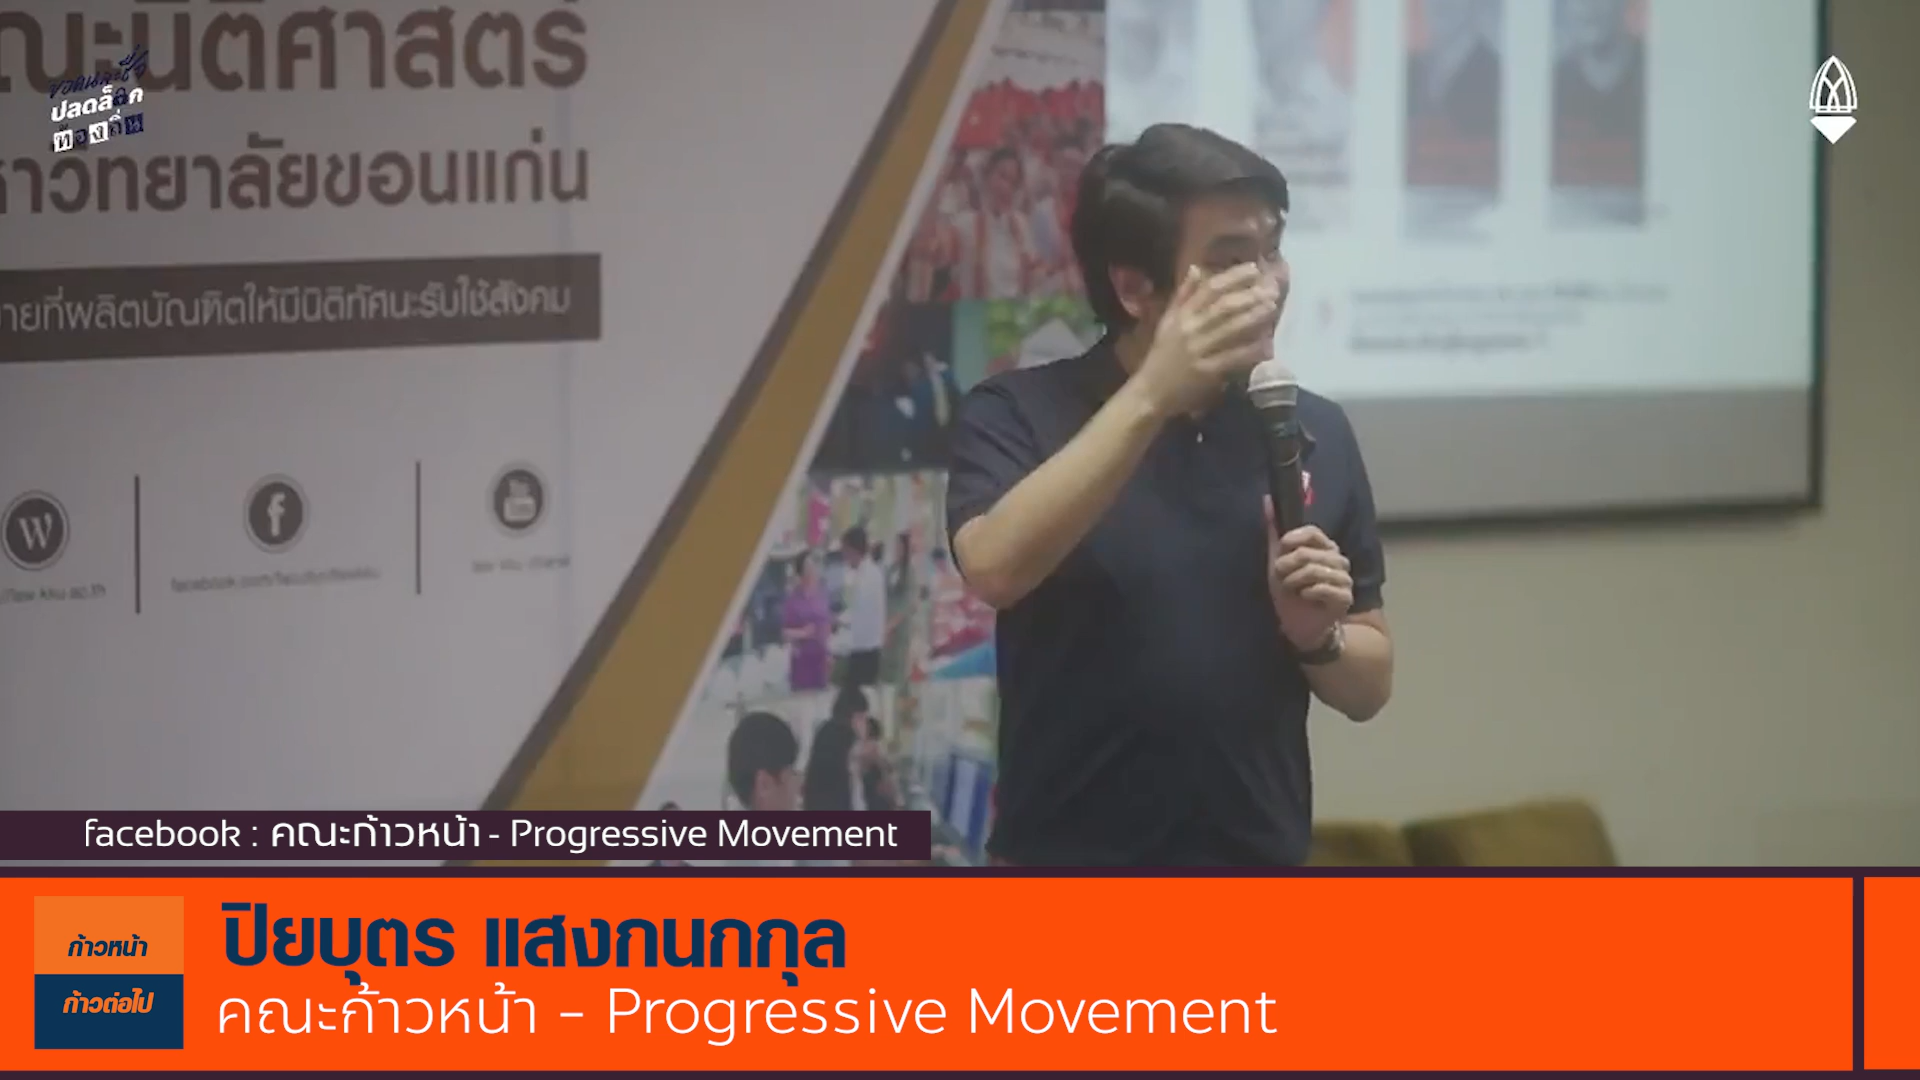 ณะนิติศาสตร์
าวิทยาลัยขอนแก่น
ายที่ผลิตบัณฑิตให้มีนิติทัศนะรับใช้สังคม
ปลดล็อก
ท้องถิ่น
facebook : คณะก้าวหน้า - Progressive Movement
ก้าวหน้า
ก้าวต่อไป
ปิยบุตร แสงกนกกุล
คณะก้าวหน้า - Progressive Movement